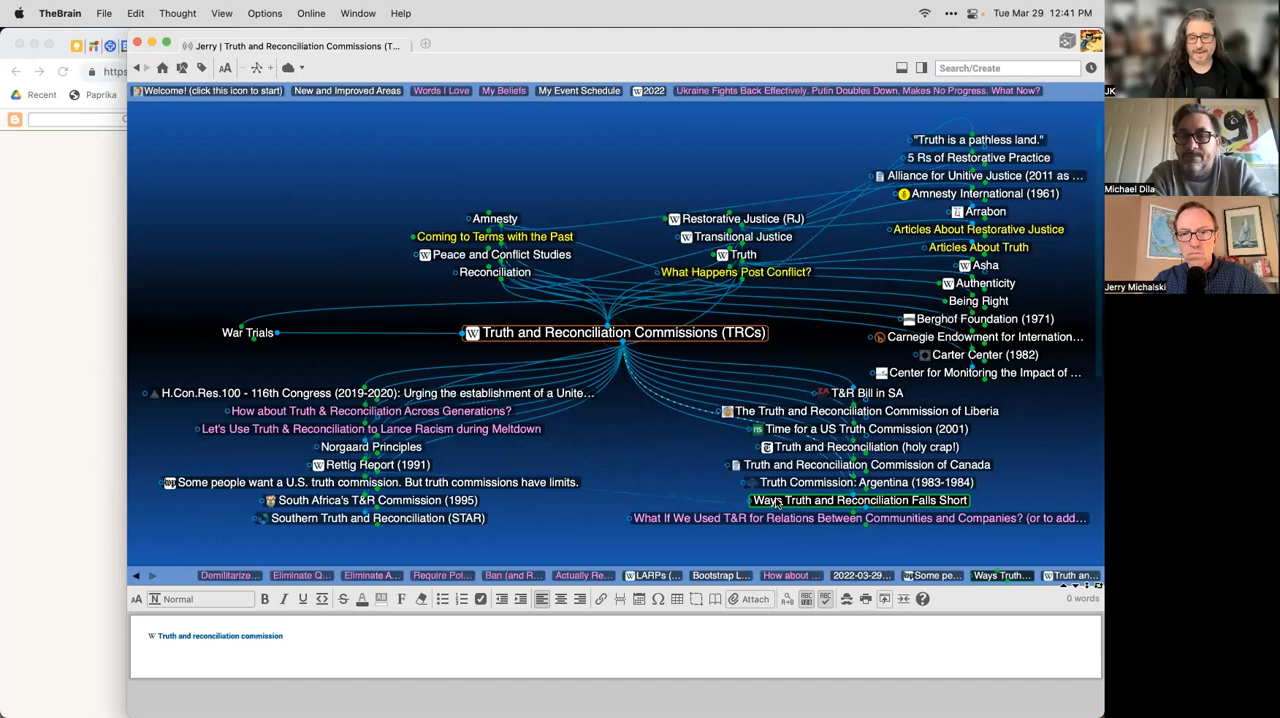 TheBrain File Edit Thought View Options Online Window Help
Tue Mar 29 12:41 PM
Jerry | Truth and Reconciliation Commissions (T...
https
Search/Create
Recent
Paprika
Welcome! (click this icon to start)
New and Improved Areas
Words I Love
My Beliefs
My Event Schedule
2022
Ukraine Fights Back Effectively. Putin Doubles Down, Makes No Progress. What Now?
JK
Michael Dila
Jerry Michalski
"Truth is a pathless land."
5 Rs of Restorative Practice
Alliance for Unitive Justice (2011 as ...
Amnesty International (1961)
Arrabon
Articles About Restorative Justice
Articles About Truth
Asha
Authenticity
Being Right
Berghof Foundation (1971)
Carnegie Endowment for Internation...
Carter Center (1982)
Center for Monitoring the Impact of ...
Amnesty
Coming to Terms with the Past
Peace and Conflict Studies
Reconciliation
Restorative Justice (RJ)
Transitional Justice
Truth
What Happens Post Conflict?
War Trials
Truth and Reconciliation Commissions (TRCs)
H.Con.Res.100 - 116th Congress (2019-2020): Urging the establishment of a Unite...
How about Truth & Reconciliation Across Generations?
Let's Use Truth & Reconciliation to Lance Racism during Meltdown
Norgaard Principles
Rettig Report (1991)
Some people want a U.S. truth commission. But truth commissions have limits.
South Africa's T&R Commission (1995)
Southern Truth and Reconciliation (STAR)
T&R Bill in SA
The Truth and Reconciliation Commission of Liberia
Time for a US Truth Commission (2001)
Truth and Reconciliation (holy crap!)
Truth and Reconciliation Commission of Canada
Truth Commission: Argentina (1983-1984)
Ways Truth and Reconciliation Falls Short
What If We Used T&R for Relations Between Communities and Companies? (or to add...
Demilitarize...
Eliminate Q...
Eliminate A...
Require Pol...
Ban (and R...
Actually Re...
LARPs (...
Bootstrap L...
How about ...
2022-03-29...
Some pe...
Ways Truth...
Truth an...
Normal
B I U
Attach
0 words
W Truth and reconciliation commission